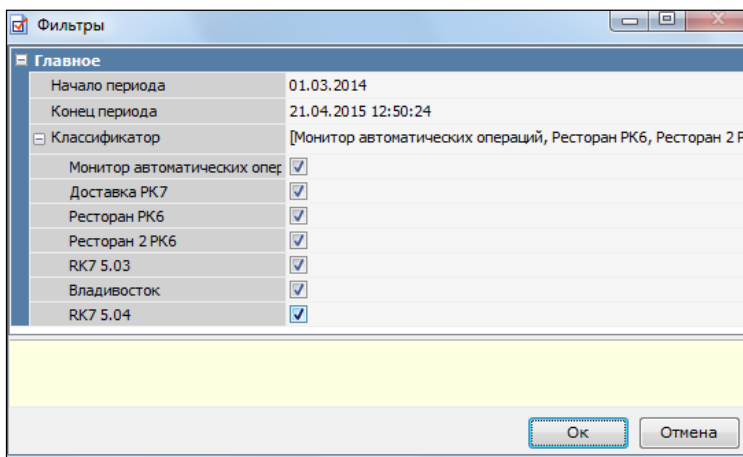 Фильтры
Главное
Начало периода 01.03.2014
Конец периода 21.04.2015 12:50:24
Классификатор [Монитор автоматических операций, Ресторан РК6, Ресторан 2 Р
Монитор автоматических опер
Доставка РК7
Ресторан РК6
Ресторан 2 РК6
RK7 5.03
Владивосток
RK7 5.04
Ок Отмена